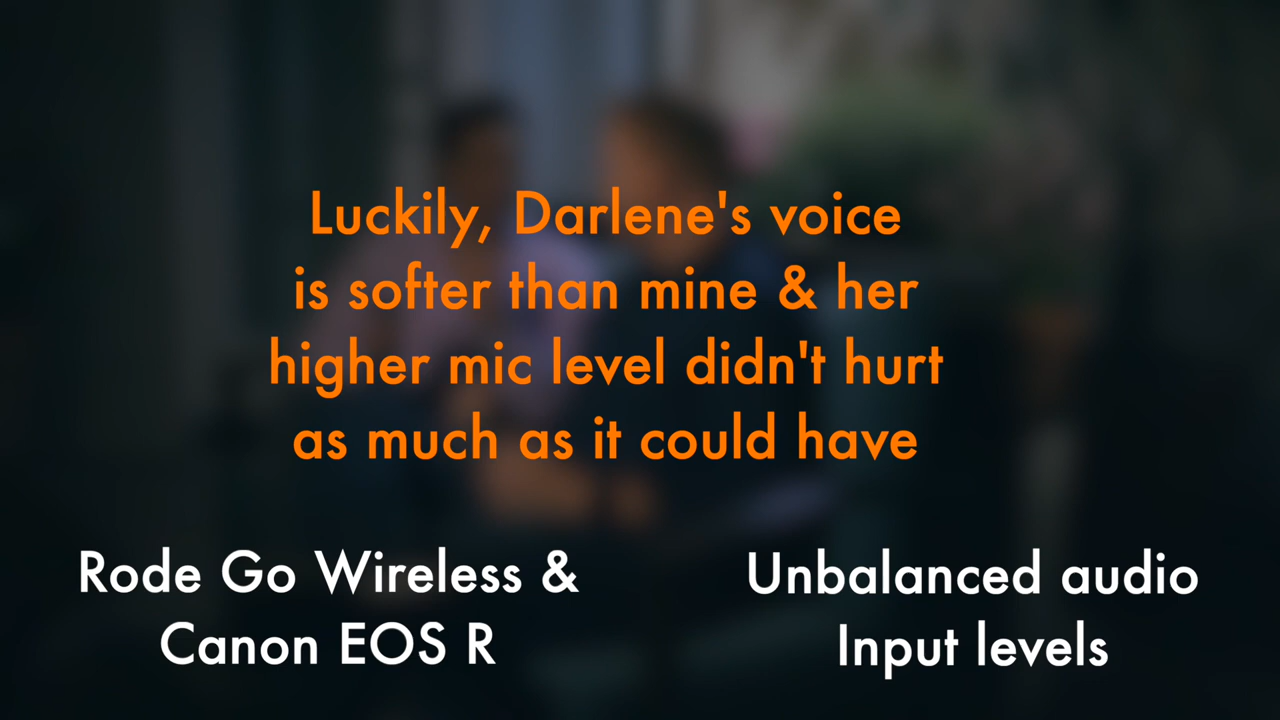 Luckily, Darlene's voice
is softer than mine & her
higher mic level didn't hurt
as much as it could have
Rode Go Wireless &
Canon EOS R
Unbalanced audio
Input levels